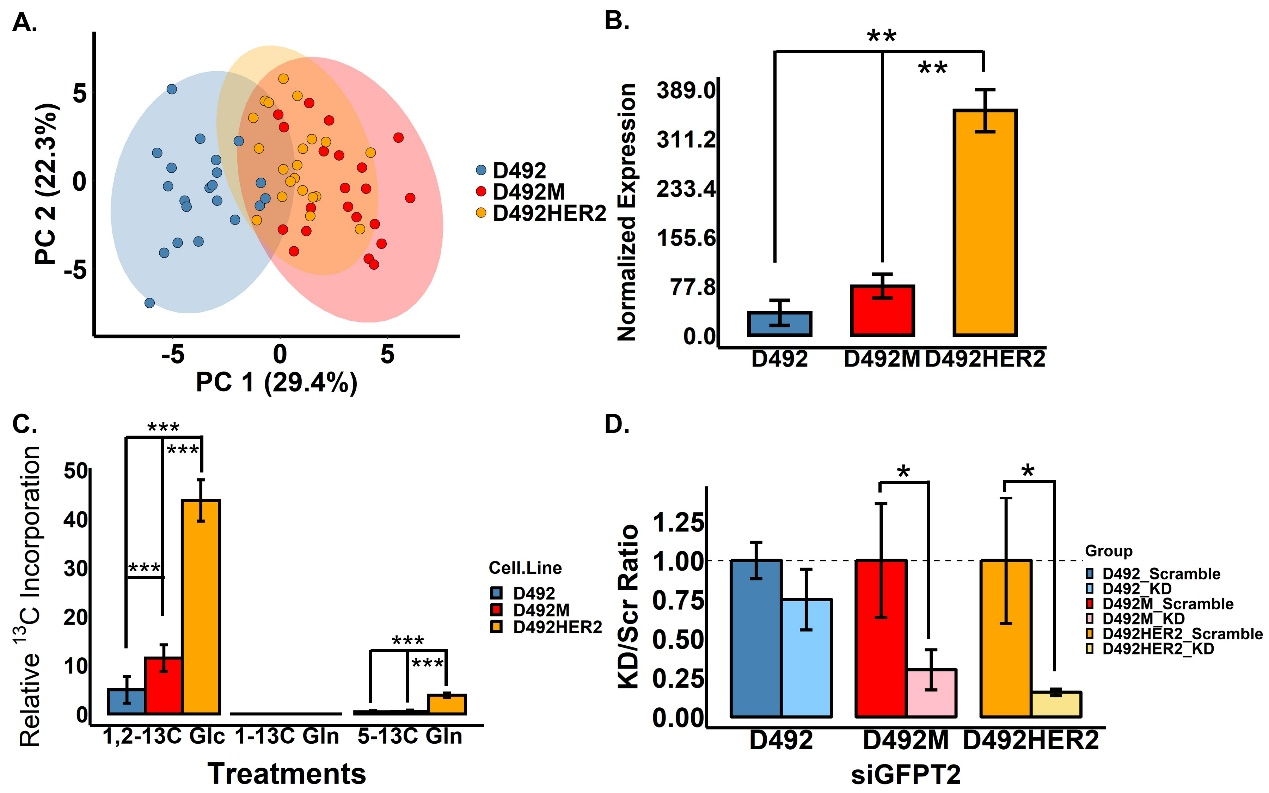 A.
PC 2 (22.3%)
5
0
-5
-5
0
5
PC 1 (29.4%)
D492
D492M
D492HER2
B.
Normalized Expression
389.0
311.2
233.4
155.6
77.8
0.0
**
**
D492
D492M
D492HER2
C.
Relative ¹³C Incorporation
50
40
30
20
10
0
***
***
***
***
***
1,2-13C Glc
1-13C Gln
5-13C Gln
Treatments
Cell.Line
D492
D492M
D492HER2
D.
KD/Scr Ratio
1.25
1.00
0.75
0.50
0.25
0.00
*
*
D492
D492M
D492HER2
siGFPT2
Group
D492_Scramble
D492_KD
D492M_Scramble
D492M_KD
D492HER2_Scramble
D492HER2_KD